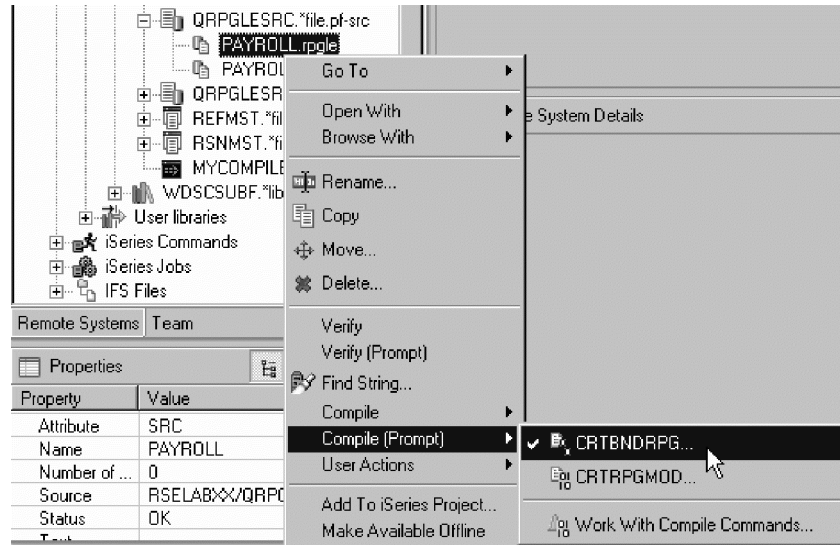 QRPGLESRC.*file.pf-src
PAYROLL.rpgle
PAYROL
QRPGLESR
REFMST.*fil
RSNMST.*fi
MYCOMPILE
WDSCSUBF.*lib
User libraries
iSeries Commands
iSeries Jobs
IFS Files
Remote Systems Team
Properties
Property Value
Attribute SRC
Name PAYROLL
Number of ... 0
Source RSELABXX/QRPG
Status OK
Go To
Open With
Browse With
Rename...
Copy
Move...
Delete...
Verify
Verify (Prompt)
Find String...
Compile
Compile (Prompt)
User Actions
Add To iSeries Project...
Make Available Offline
e System Details
CRTBNDRPG...
CRTRPGMOD...
Work With Compile Commands...